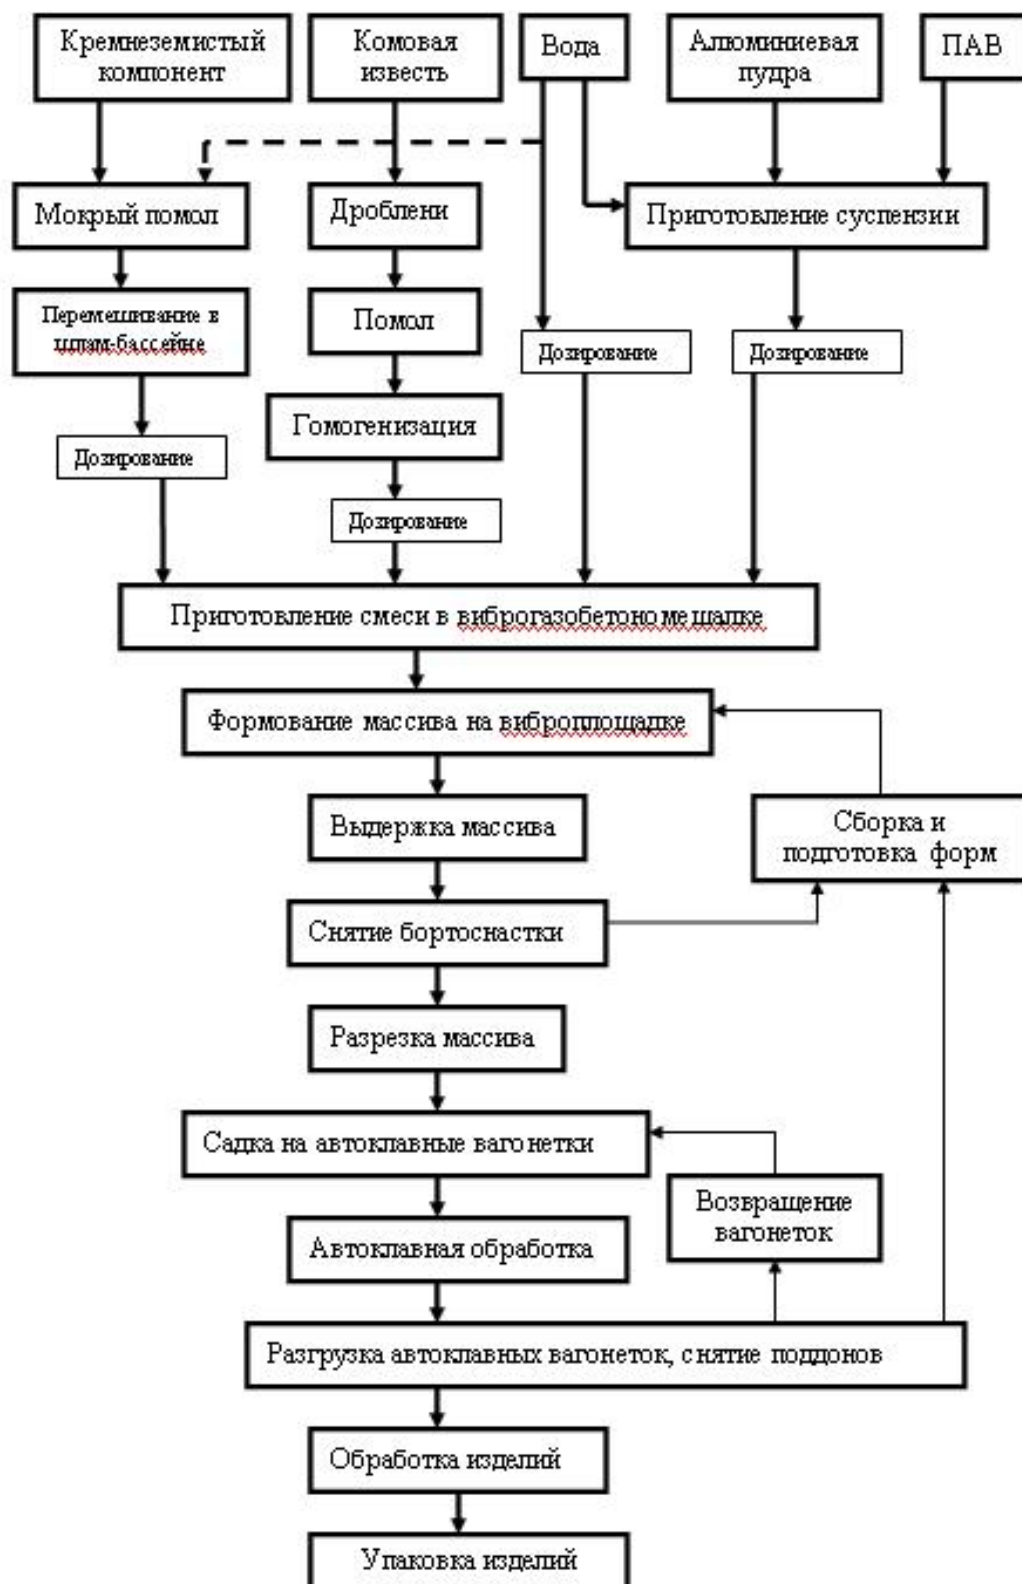 Кремнеземистый
компонент
Комовая
известь
Вода
Алюминиевая
пудра
ПАВ
Мокрый помол
Дроблени
Приготовление суспензии
Перемешивание в
шлам-бассейне
Помол
Дозирование
Дозирование
Гомогенизация
Дозирование
Дозирование
Приготовление смеси в виброгазобетономешалке
Формование массива на виброплощадке
Выдержка массива
Сборка и
подготовка форм
Снятие бортоснастки
Разрезка массива
Садка на автоклавные вагонетки
Возвращение
вагонеток
Автоклавная обработка
Разгрузка автоклавных вагонеток, снятие поддонов
Обработка изделий
Упаковка изделий